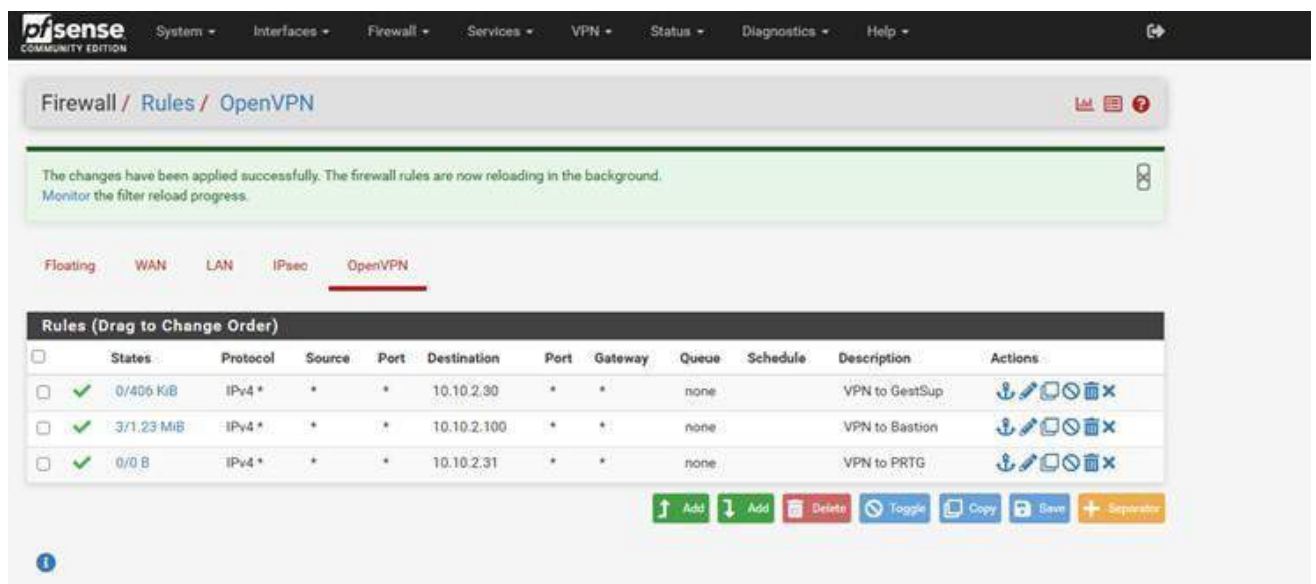 pfsense System Interfaces Firewall Services VPN Status Diagnostics Help
COMMUNITY EDITION
Firewall / Rules / OpenVPN
The changes have been applied successfully. The firewall rules are now reloading in the background.
Monitor the filter reload progress.
Floating WAN LAN IPsec OpenVPN
Rules (Drag to Change Order)
States Protocol Source Port Destination Port Gateway Queue Schedule Description Actions
0/406 KiB IPv4 * * * 10.10.2.30 * * none VPN to GestSup
3/1.23 MiB IPv4 * * * 10.10.2.100 * * none VPN to Bastion
0/0 B IPv4 * * * 10.10.2.31 * * none VPN to PRTG
Add Add Delete Toggle Copy Save Separator